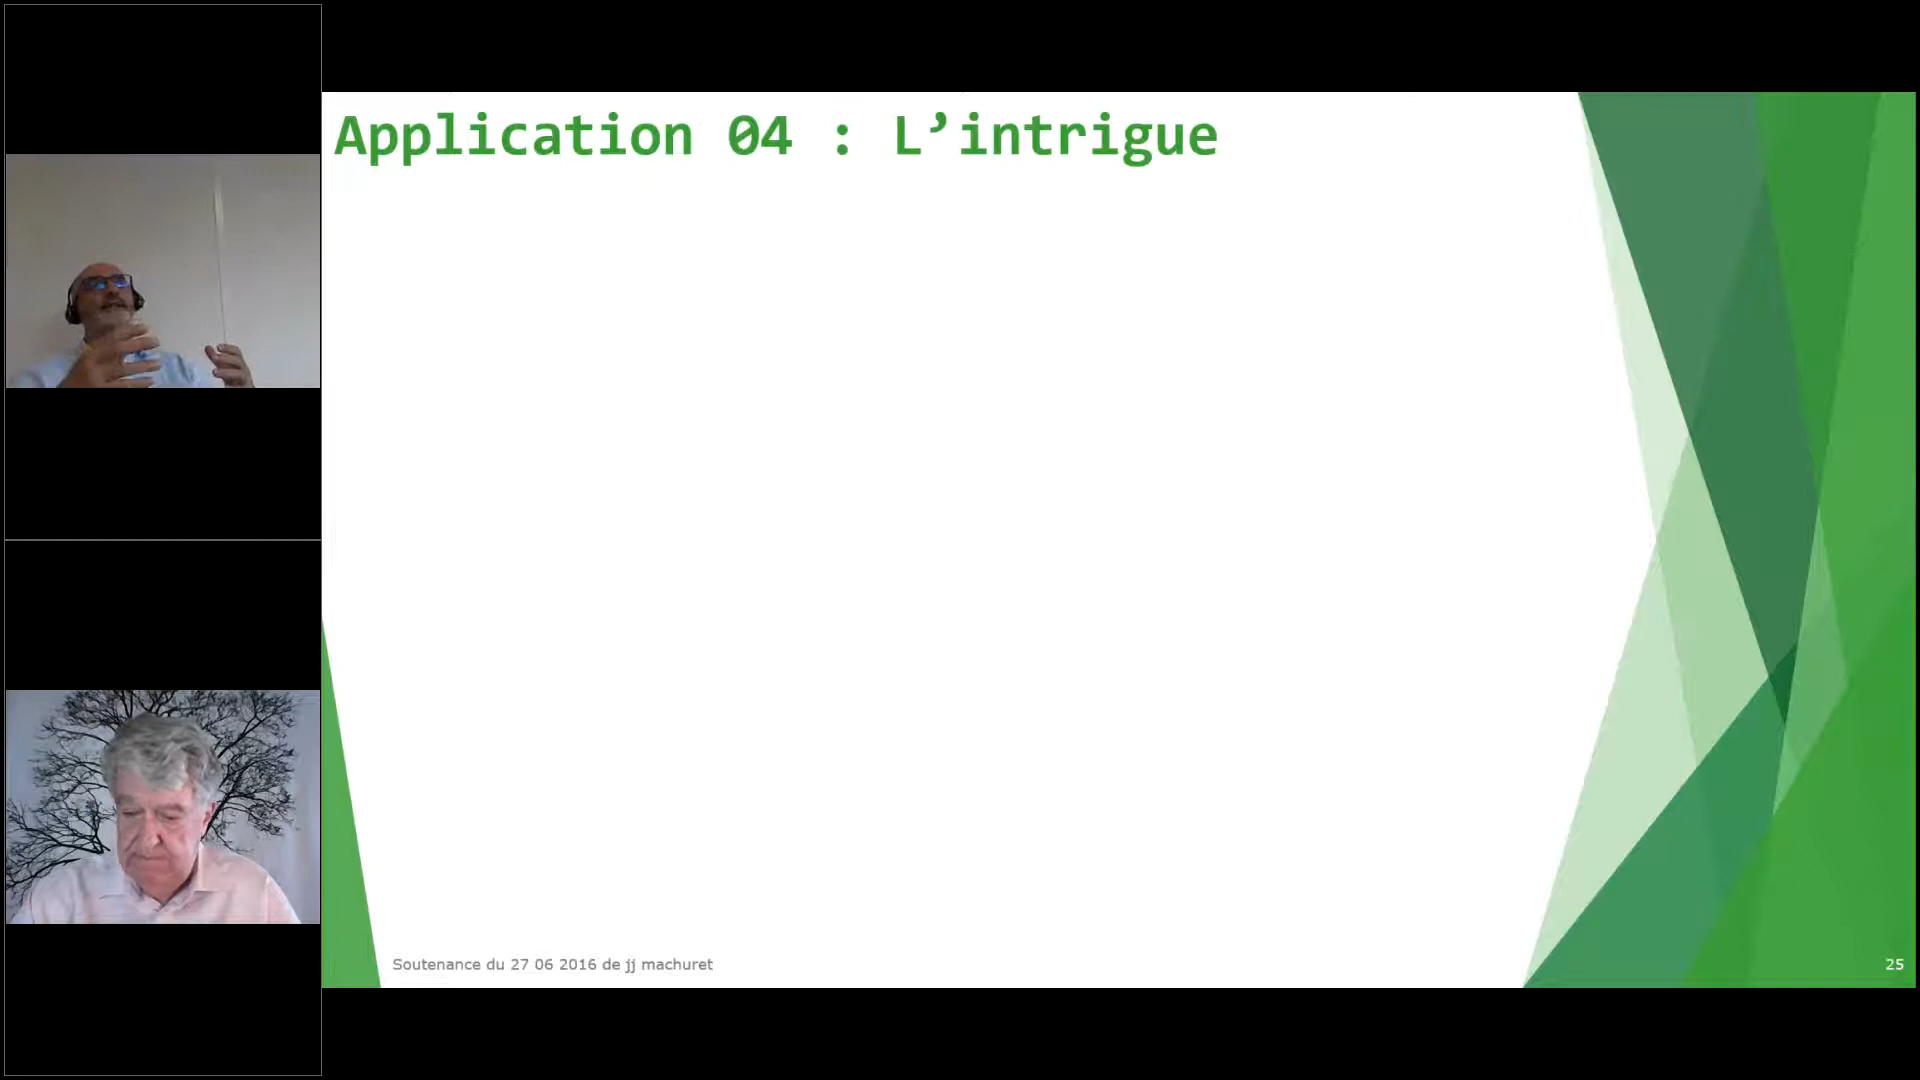 Application 04 : L’intrigue
Soutenance du 27 06 2016 de jj machuret
25